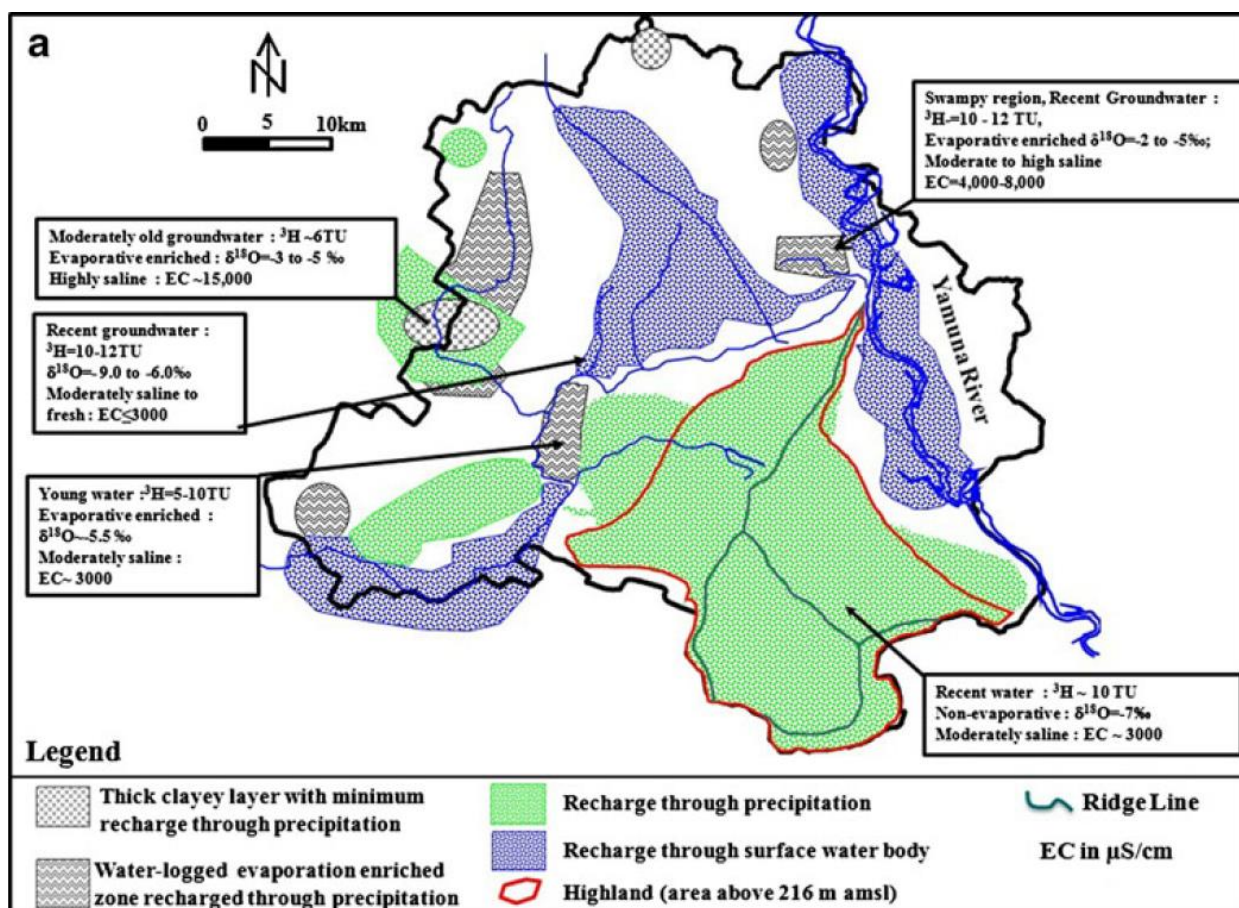 a
N
0 5 10km
Swampy region, Recent Groundwater :
³H-=10 - 12 TU,
Evaporative enriched δ¹⁸O=-2 to -5‰;
Moderate to high saline
EC=4,000-8,000
Moderately old groundwater : ³H ~6TU
Evaporative enriched : δ¹⁸O=-3 to -5 ‰
Highly saline : EC ~15,000
Recent groundwater :
³H=10-12TU
δ¹⁸O=-9.0 to -6.0‰
Moderately saline to
fresh : EC≤3000
Yamuna River
Young water :³H=5-10TU
Evaporative enriched :
δ¹⁸O~-5.5 ‰
Moderately saline :
EC~ 3000
Recent water : ³H ~ 10 TU
Non-evaporative : δ¹⁸O=-7‰
Moderately saline : EC ~ 3000
Legend
Thick clayey layer with minimum
recharge through precipitation
Water-logged evaporation enriched
zone recharged through precipitation
Recharge through precipitation
Recharge through surface water body
Highland (area above 216 m amsl)
Ridge Line
EC in µS/cm